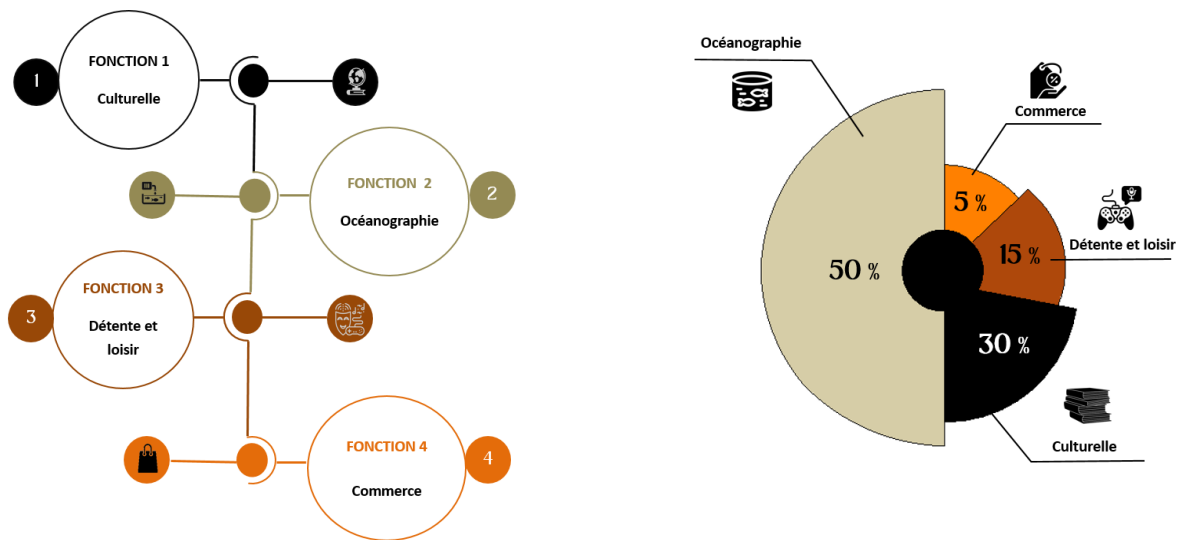 1
FONCTION 1
Culturelle
FONCTION 2
Océanographie
2
3
FONCTION 3
Détente et
loisir
FONCTION 4
Commerce
4
Océanographie
Commerce
5 %
Détente et loisir
15 %
50 %
30 %
Culturelle